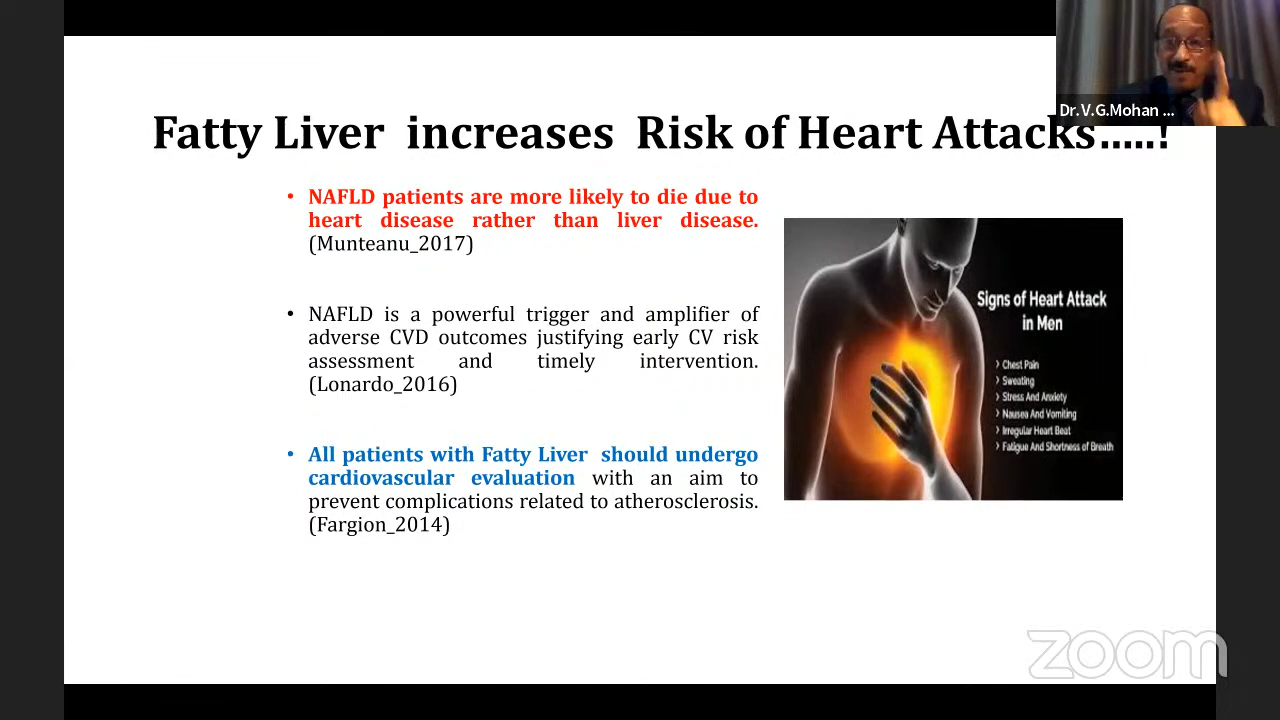 Dr.V.G.Mohan ...
Fatty Liver increases Risk of Heart Attacks.....!
• NAFLD patients are more likely to die due to
heart disease rather than liver disease.
(Munteanu_2017)
• NAFLD is a powerful trigger and amplifier of
adverse CVD outcomes justifying early CV risk
assessment and timely intervention.
(Lonardo_2016)
• All patients with Fatty Liver should undergo
cardiovascular evaluation with an aim to
prevent complications related to atherosclerosis.
(Fargion_2014)
Signs of Heart Attack
in Men
› Chest Pain
› Sweating
› Stress And Anxiety
› Nausea And Vomiting
› Irregular Heart Beat
› Fatigue And Shortness of Breath
zoom